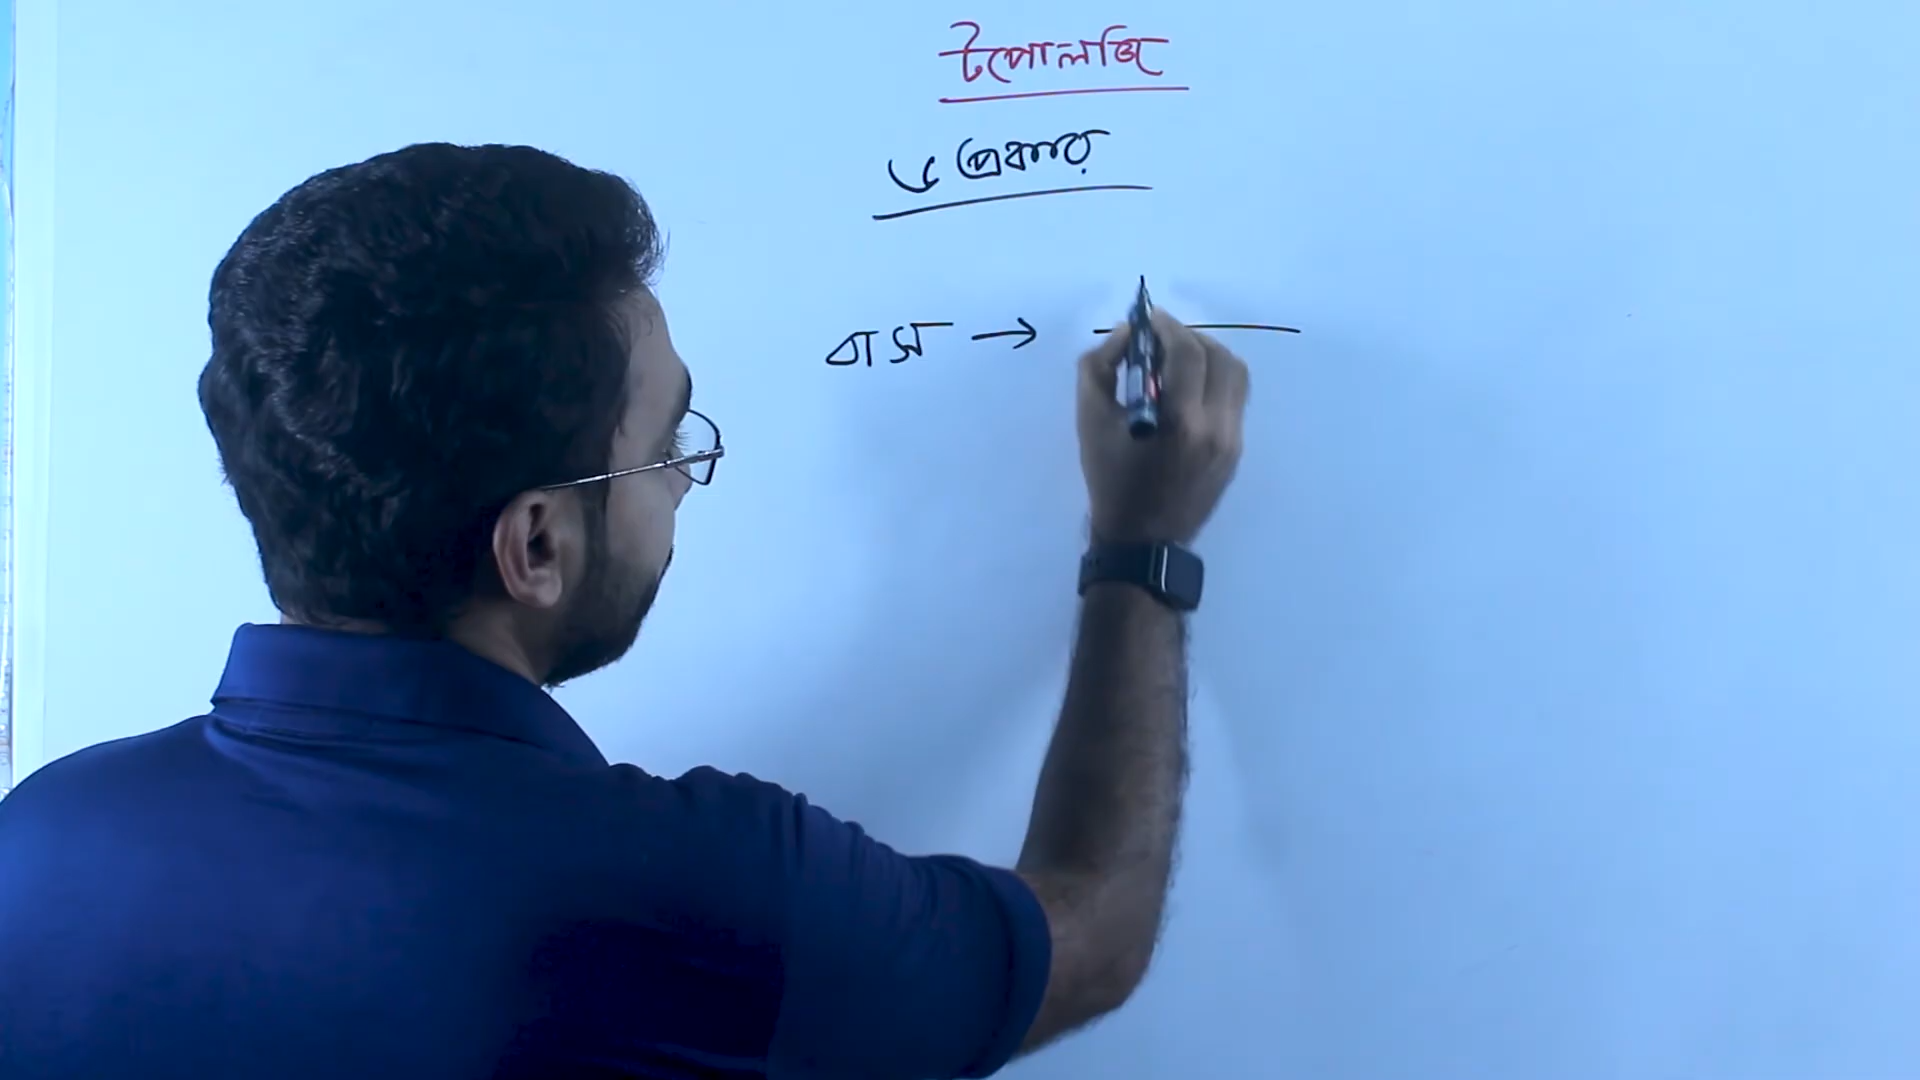 টপোলজি
৬ প্রকার
বাস →